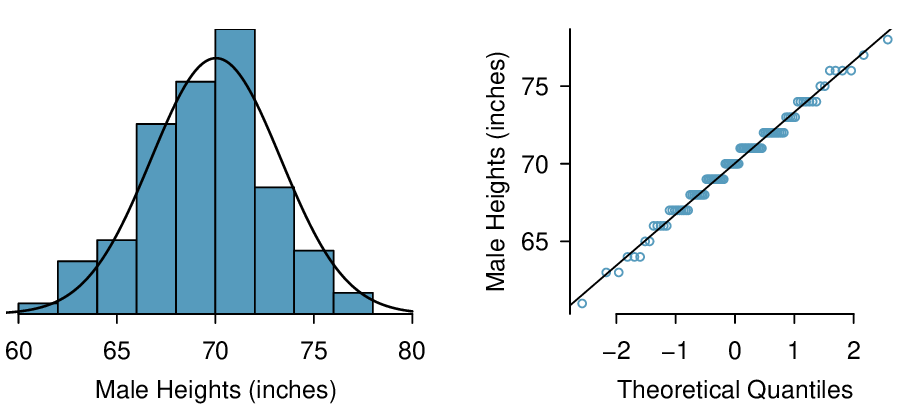 60 65 70 75 80
Male Heights (inches)
Male Heights (inches)
75
70
65
−2 −1 0 1 2
Theoretical Quantiles